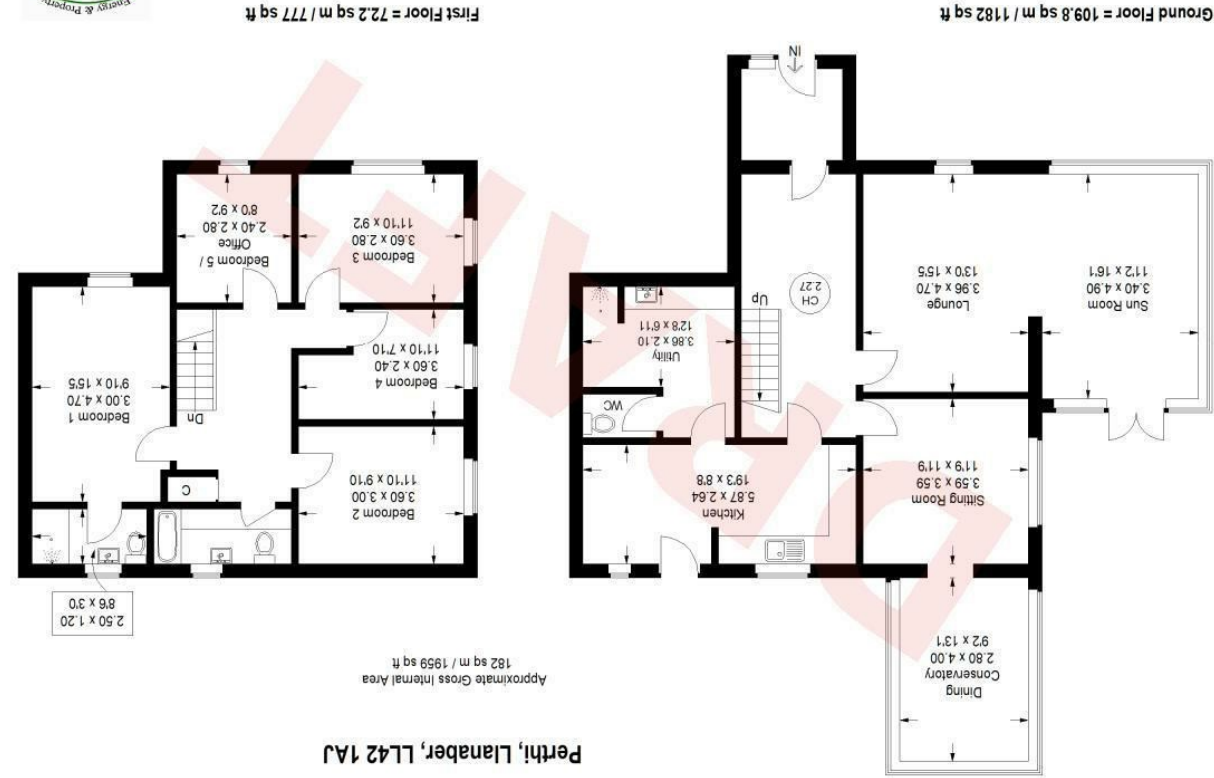 Perthi, Llanaber, LL42 1AJ
Approximate Gross Internal Area
182 sq m / 1959 sq ft
Dining
Conservatory
2.80 x 4.00
9'2 x 13'1
Sitting Room
3.59 x 3.59
11'9 x 11'9
Kitchen
5.87 x 2.64
19'3 x 8'8
WC
Utility
3.86 x 2.10
12'8 x 6'11
Sun Room
3.40 x 4.90
11'2 x 16'1
Lounge
3.96 x 4.70
13'0 x 15'5
CH
2.27
Up
IN
Ground Floor = 109.8 sq m / 1182 sq ft
2.50 x 1.20
8'6 x 3'0
Bedroom 2
3.60 x 3.00
11'10 x 9'10
C
Bedroom 1
3.00 x 4.70
9'10 x 15'5
Dn
Bedroom 4
3.60 x 2.40
11'10 x 7'10
Bedroom 3
3.60 x 2.80
11'10 x 9'2
Bedroom 5 /
Office
2.40 x 2.80
8'0 x 9'2
First Floor = 72.2 sq m / 777 sq ft
DRAFT
Energy & Property